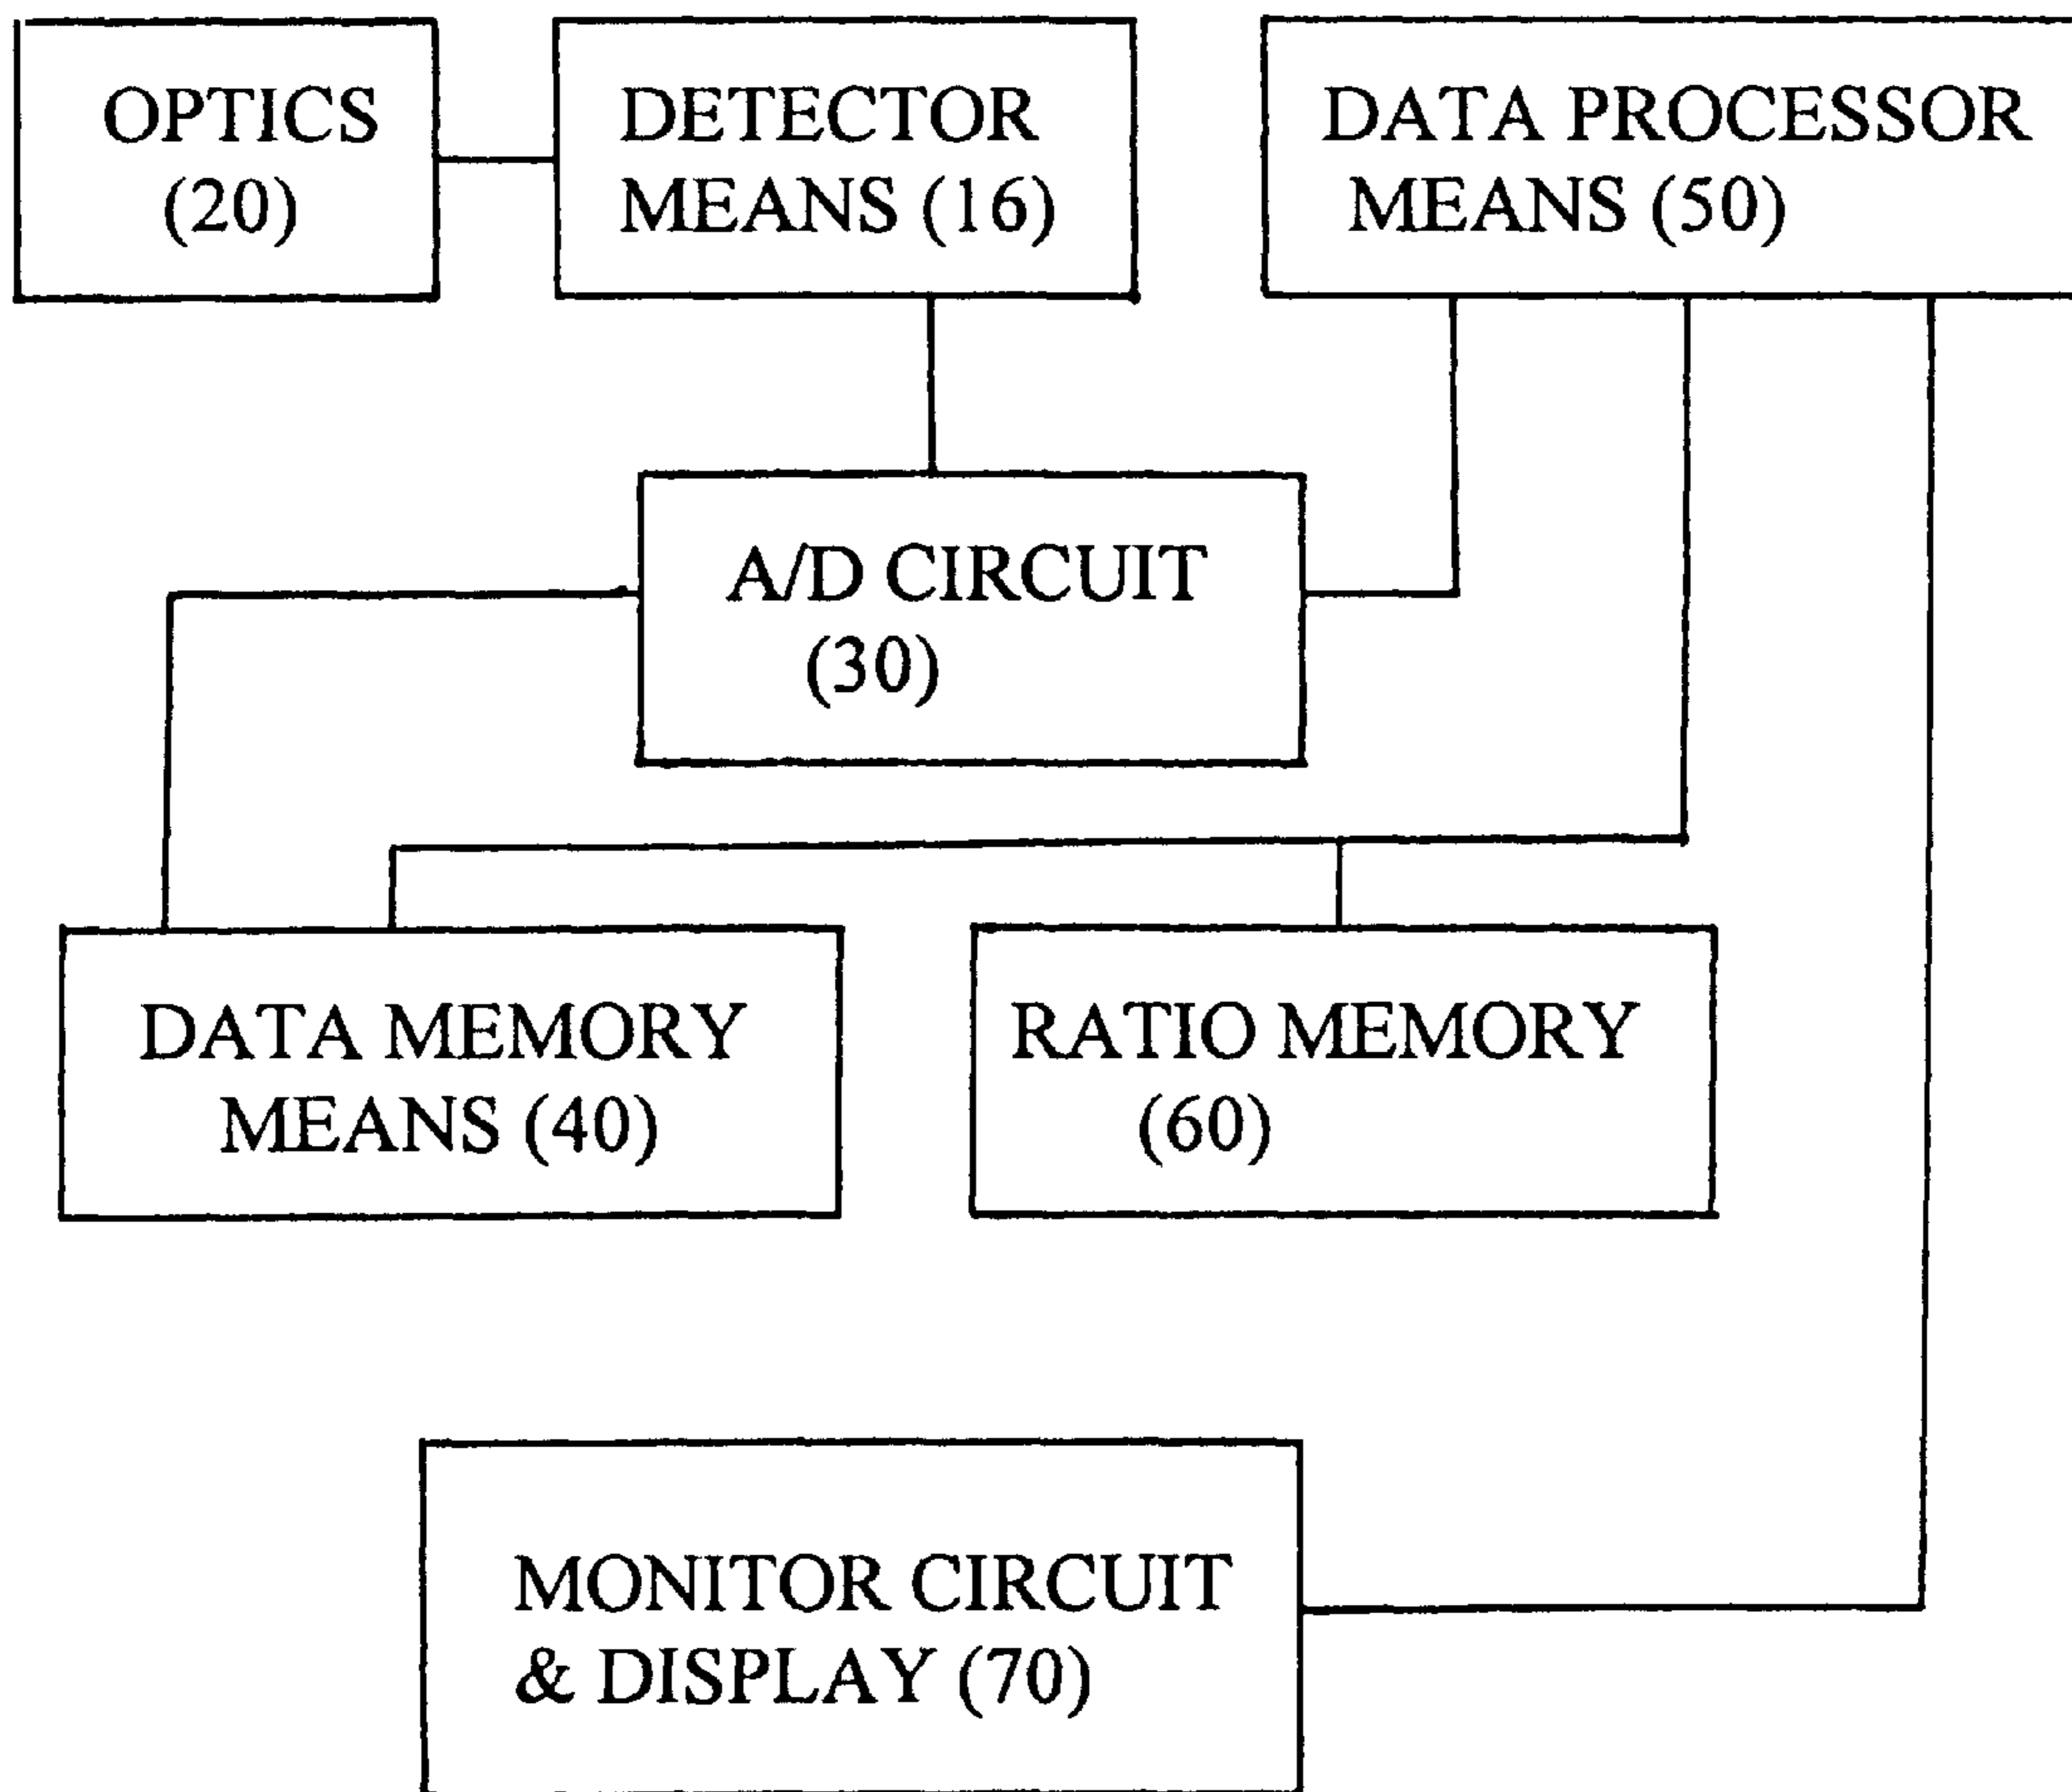 OPTICS
(20)
DETECTOR
MEANS (16)
DATA PROCESSOR
MEANS (50)
A/D CIRCUIT
(30)
DATA MEMORY
MEANS (40)
RATIO MEMORY
(60)
MONITOR CIRCUIT
& DISPLAY (70)